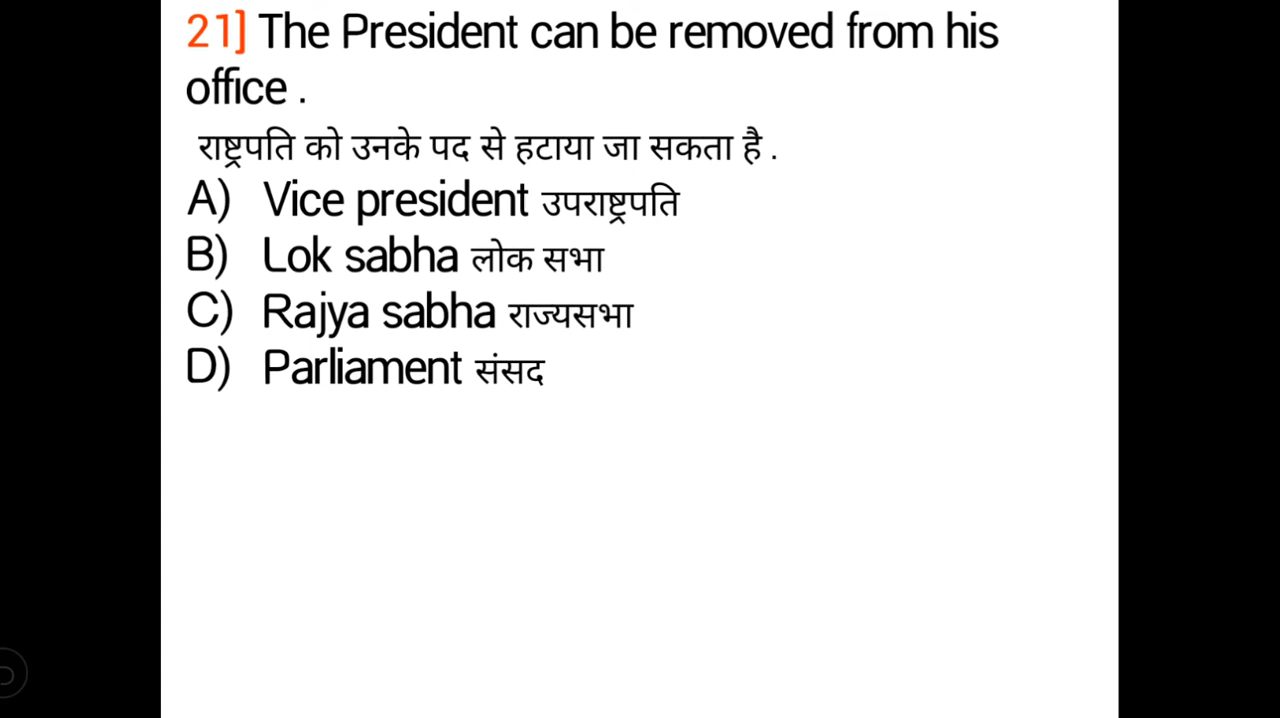 21] The President can be removed from his
office .
राष्ट्रपति को उनके पद से हटाया जा सकता है .
A) Vice president उपराष्ट्रपति
B) Lok sabha लोक सभा
C) Rajya sabha राज्यसभा
D) Parliament संसद